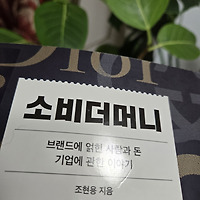 Dior
소비더머니
브랜드에 얽힌 사람과 돈
기업에 관한 이야기
조현용 지음